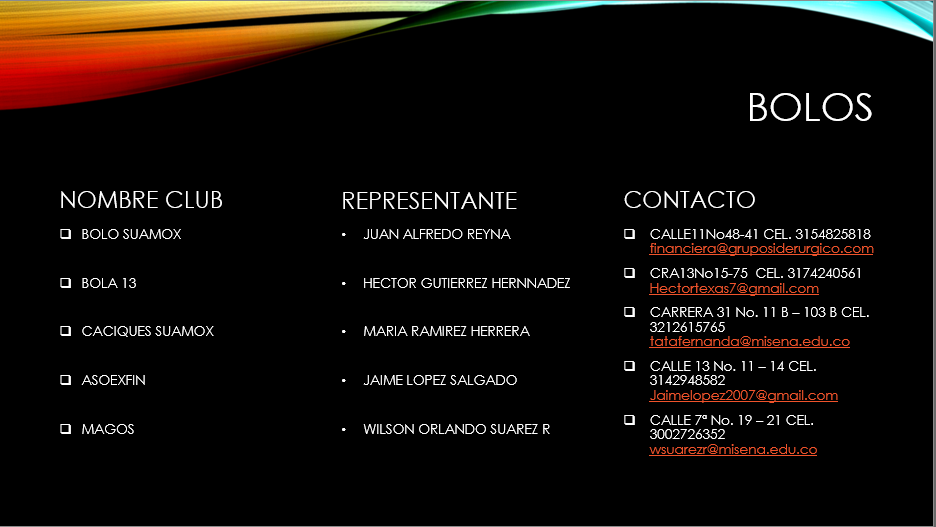 BOLOS
NOMBRE CLUB
BOLO SUAMOX
BOLA 13
CACIQUES SUAMOX
ASOEXFIN
MAGOS
REPRESENTANTE
JUAN ALFREDO REYNA
HECTOR GUTIERREZ HERNNADEZ
MARIA RAMIREZ HERRERA
JAIME LOPEZ SALGADO
WILSON ORLANDO SUAREZ R
CONTACTO
CALLE11No48-41 CEL. 3154825818
financiera@gruposiderurgico.com
CRA13No15-75 CEL. 3174240561
Hectortexas7@gmail.com
CARRERA 31 No. 11 B – 103 B CEL.
3212615765
tatafernanda@misena.edu.co
CALLE 13 No. 11 – 14 CEL.
3142948582
Jaimelopez2007@gmail.com
CALLE 7ª No. 19 – 21 CEL.
3002726352
wsuarezr@misena.edu.co